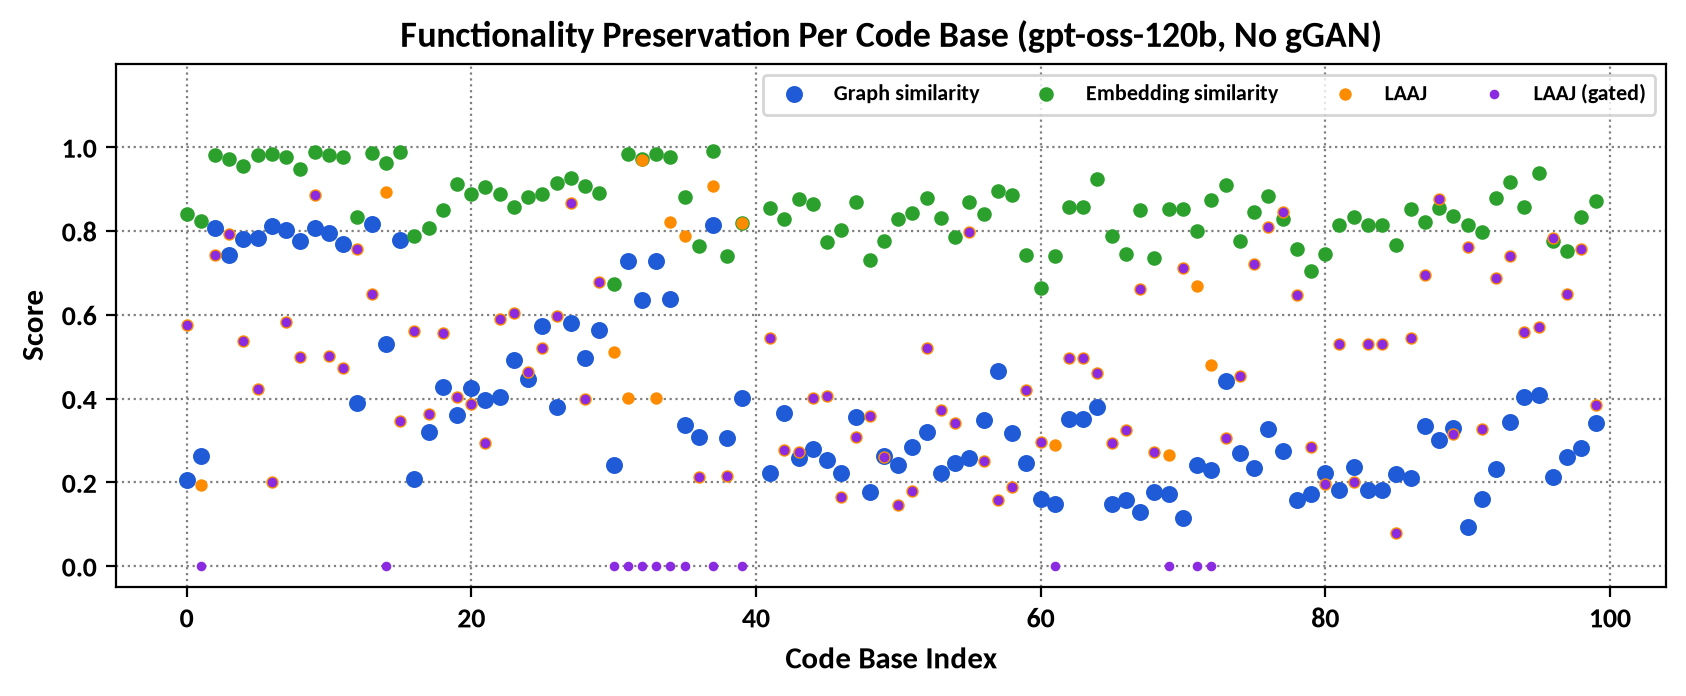 Functionality Preservation Per Code Base (gpt-oss-120b, No gGAN)
Graph similarity Embedding similarity LAAJ LAAJ (gated)
1.0
0.8
0.6
0.4
0.2
0.0
Score
0 20 40 60 80 100
Code Base Index